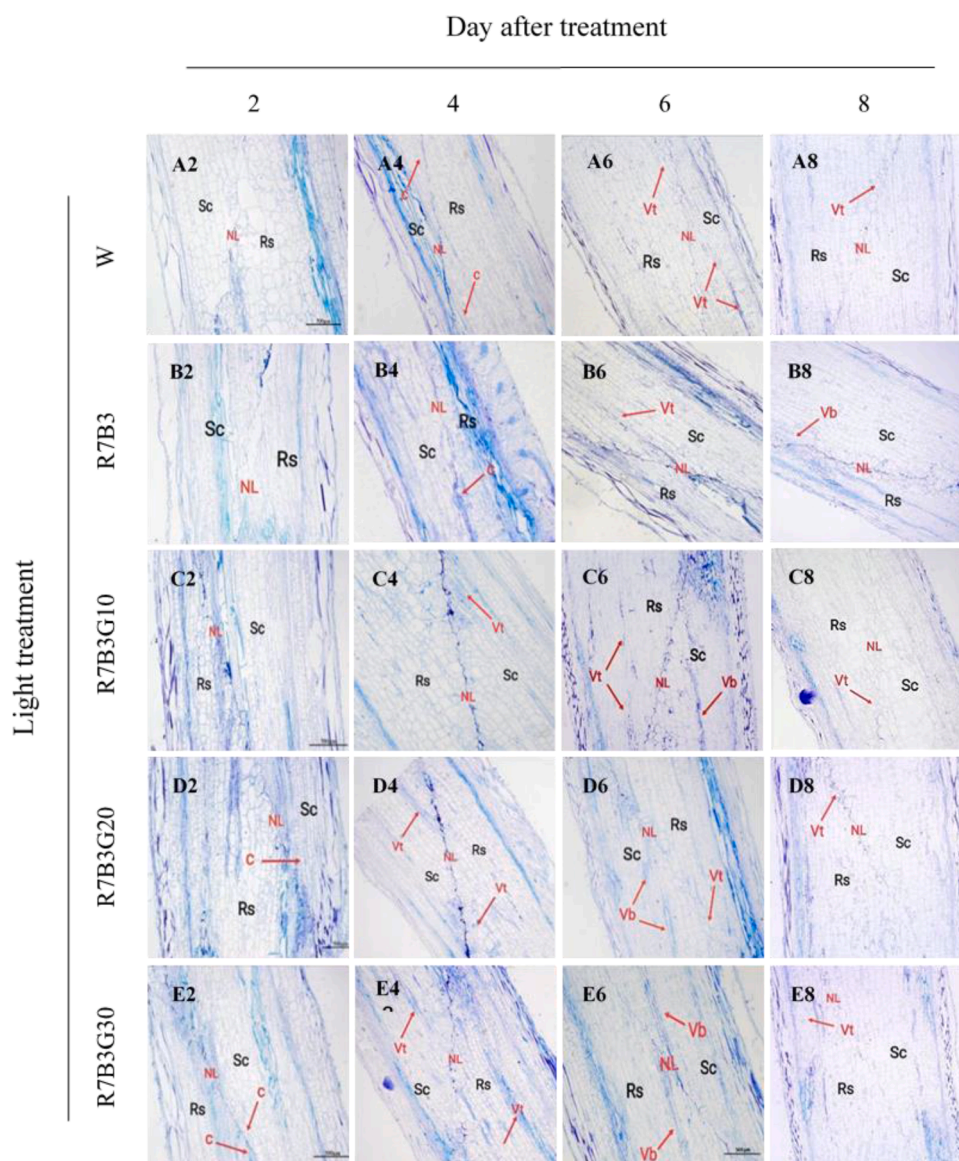 Day after treatment
2 4 6 8
Light treatment
W
A2 Sc NL Rs
A4 C Rs Sc NL C
A6 Vt Sc NL Rs Vt
A8 Vt Rs NL Sc
R7B3
B2 Sc Rs NL
B4 NL Rs Sc C
B6 Vt Sc NL Rs
B8 Vb Sc NL Rs
R7B3G10
C2 NL Sc Rs
C4 Vt Rs Sc NL
C6 Rs Sc Vt NL Vb
C8 Rs NL Vt Sc
R7B3G20
D2 Sc NL C Rs
D4 Vt NL Rs Sc Vt
D6 NL Rs Sc Vt Vb
D8 Vt NL Sc Rs
R7B3G30
E2 Sc NL Rs C C
E4 Vt NL Sc Rs Vt
E6 Vb NL Sc Rs Vb
E8 NL Vt Sc Rs